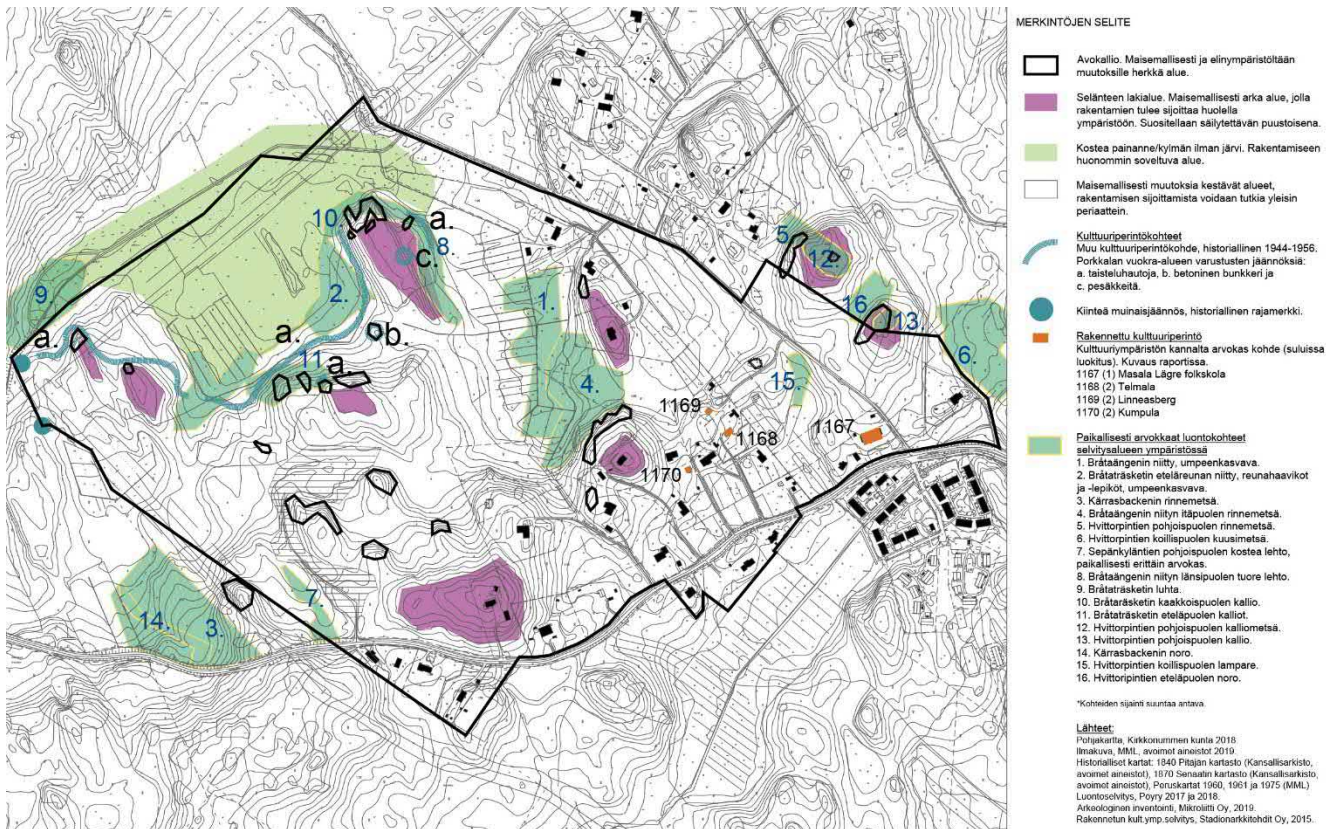 MERKINTÖJEN SELITE
Avokallio. Maisemallisesti ja elinympäristöltään
muutoksille herkkä alue.
Selänteen lakialue. Maisemallisesti arka alue, jolla
rakentamien tulee sijoittaa huolella
ympäristöön. Suositellaan säilytettävän puustoisena.
Kostea painanne/kylmän ilman järvi. Rakentamiseen
huonommin soveltuva alue.
Maisemallisesti muutoksia kestävät alueet,
rakentamisen sijoittamista voidaan tutkia yleisin
periaattein.
Kulttuuriperintökohteet
Muu kulttuuriperintökohde, historiallinen 1944-1956.
Porkkalan vuokra-alueen varustusten jäännöksiä:
a. taisteluhautoja, b. betoninen bunkkeri ja
c. pesäkkeitä.
Kiinteä muinaisjäännös, historiallinen rajamerkki.
Rakennettu kulttuuriperintö
Kulttuuriympäristön kannalta arvokas kohde (suluissa
luokitus). Kuvaus raportissa.
1167 (1) Masala Lägre folkskola
1168 (2) Telmala
1169 (2) Linneasberg
1170 (2) Kumpula
Paikallisesti arvokkaat luontokohteet
selvitysalueen ympäristössä
1. Bråtaängenin niitty, umpeenkasvava.
2. Bråtaträsketin eteläreunan niitty, reunahaavikot
ja -lepiköt, umpeenkasvava.
3. Kärrasbackenin rinnemetsä.
4. Bråtaängenin niityn itäpuolen rinnemetsä.
5. Hvittorpintien pohjoispuolen rinnemetsä.
6. Hvittorpintien koillispuolen kuusimetsä.
7. Sepänkyläntien pohjoispuolen kostea lehto,
paikallisesti erittäin arvokas.
8. Bråtaängenin niityn länsipuolen tuore lehto.
9. Bråtaträsketin luhta.
10. Bråtaräsketin kaakkoispuolen kallio.
11. Bråtaträsketin eteläpuolen kalliot.
12. Hvittorpintien pohjoispuolen kalliometsä.
13. Hvittorpintien pohjoispuolen kallio.
14. Kärrasbackenin noro.
15. Hvittorpintien koillispuolen lampare.
16. Hvittoripintien eteläpuolen noro.
*Kohteiden sijainti suuntaa antava.
Lähteet:
Pohjakartta, Kirkkonummen kunta 2018
Ilmakuva, MML, avoimet aineistot 2019
Historialliset kartat: 1840 Pitäjän kartasto (Kansallisarkisto,
avoimet aineistot), 1870 Senaatin kartasto (Kansallisarkisto,
avoimet aineistot), Peruskartat 1960, 1961 ja 1975 (MML)
Luontoselvitys, Pöyry 2017 ja 2018.
Arkeologinen inventointi, Mikroliitti Oy, 2019.
Rakennetun kult.ymp.selvitys, Stadionarkkitehdit Oy, 2015.
10.
a.
8.
c.
5.
12.
9.
2.
1.
16.
13.
a.
a.
b.
6.
11.
a.
4.
15.
1169
1168
1167
1170
7.
14.
3.